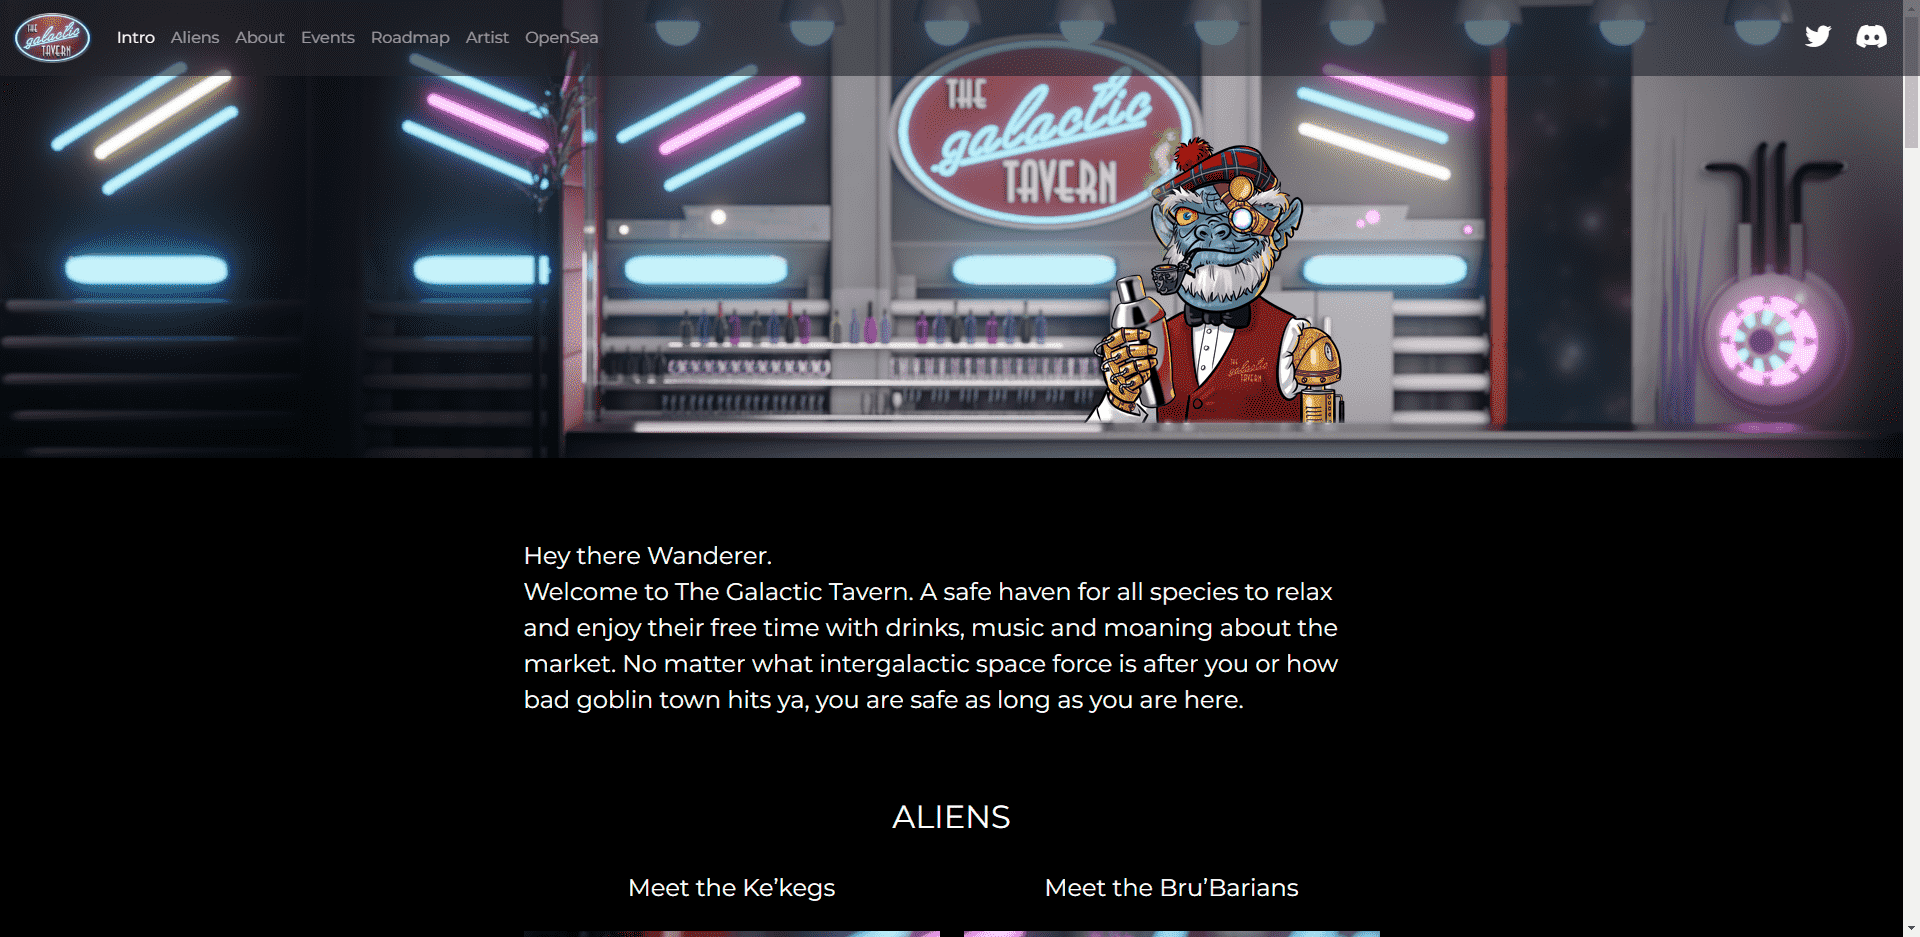 THE
galactic
TAVERN
Intro
Aliens
About
Events
Roadmap
Artist
OpenSea
THE
galactic
TAVERN
THE
galactic
TAVERN
Hey there Wanderer.
Welcome to The Galactic Tavern. A safe haven for all species to relax
and enjoy their free time with drinks, music and moaning about the
market. No matter what intergalactic space force is after you or how
bad goblin town hits ya, you are safe as long as you are here.
ALIENS
Meet the Ke’kegs
Meet the Bru’Barians